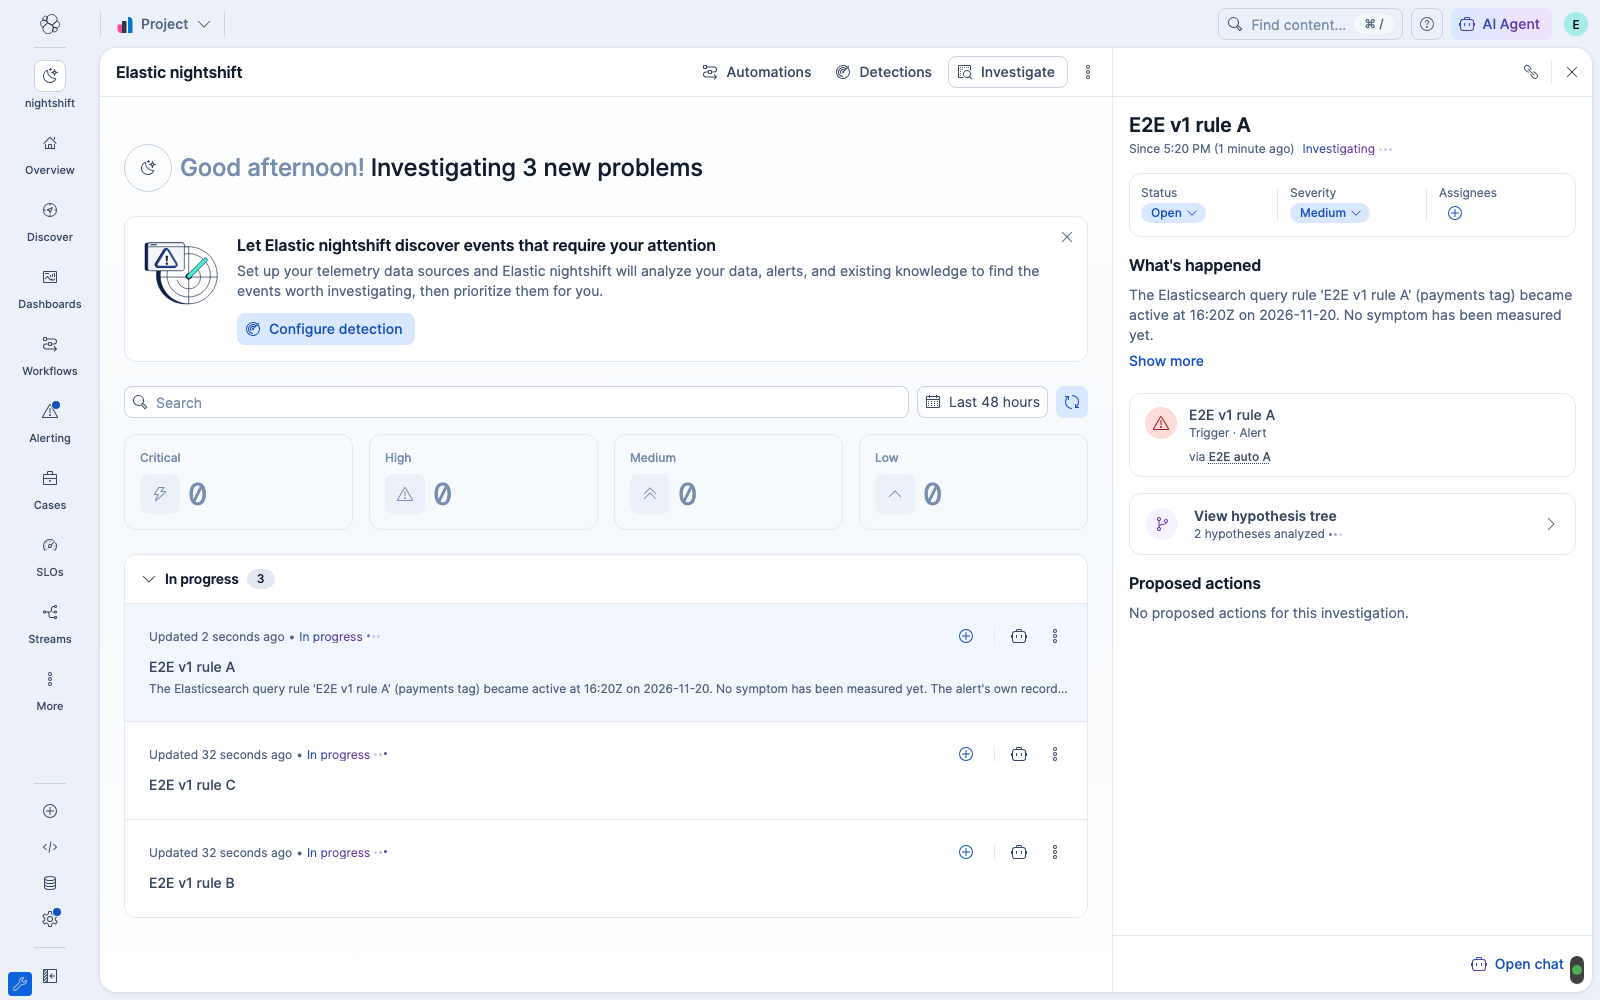 Project
Find content...
⌘ /
AI Agent
E
nightshift
Overview
Discover
Dashboards
Workflows
Alerting
Cases
SLOs
Streams
More
Elastic nightshift
Automations
Detections
Investigate
Good afternoon! Investigating 3 new problems
Let Elastic nightshift discover events that require your attention
Set up your telemetry data sources and Elastic nightshift will analyze your data, alerts, and existing knowledge to find the
events worth investigating, then prioritize them for you.
Configure detection
Search
Last 48 hours
Critical
0
High
0
Medium
0
Low
0
In progress 3
Updated 2 seconds ago • In progress
E2E v1 rule A
The Elasticsearch query rule 'E2E v1 rule A' (payments tag) became active at 16:20Z on 2026-11-20. No symptom has been measured yet. The alert's own record...
Updated 32 seconds ago • In progress
E2E v1 rule C
Updated 32 seconds ago • In progress
E2E v1 rule B
E2E v1 rule A
Since 5:20 PM (1 minute ago) Investigating
Status
Open
Severity
Medium
Assignees
What's happened
The Elasticsearch query rule 'E2E v1 rule A' (payments tag) became
active at 16:20Z on 2026-11-20. No symptom has been measured
yet.
Show more
E2E v1 rule A
Trigger · Alert
via E2E auto A
View hypothesis tree
2 hypotheses analyzed
Proposed actions
No proposed actions for this investigation.
Open chat